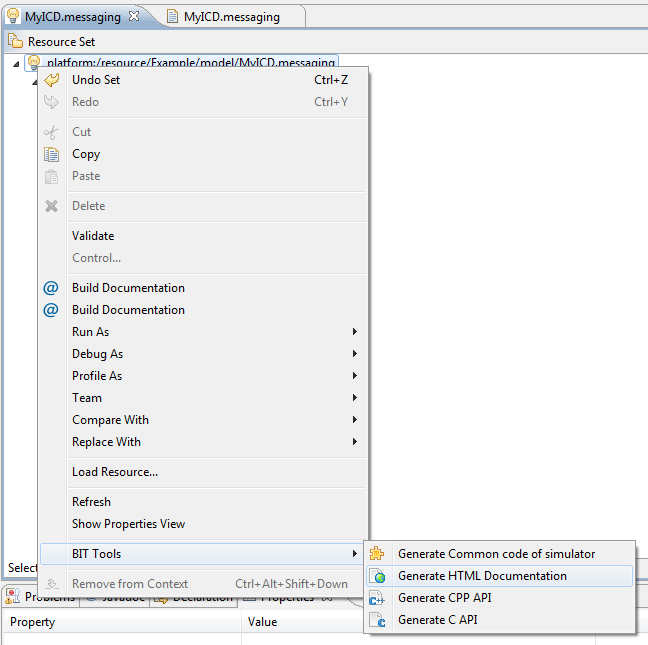 MyICD.messaging
MyICD.messaging
Resource Set
platform:/resource/Example/model/MyICD.messaging
Undo Set Ctrl+Z
Redo Ctrl+Y
Cut
Copy
Paste
Delete
Validate
Control...
Build Documentation
Build Documentation
Run As
Debug As
Profile As
Team
Compare With
Replace With
Load Resource...
Refresh
Show Properties View
BIT Tools
Generate Common code of simulator
Select
Generate HTML Documentation
Remove from Context Ctrl+Alt+Shift+Down
Problems Javadoc Declaration Properties
Generate CPP API
Generate C API
Property Value